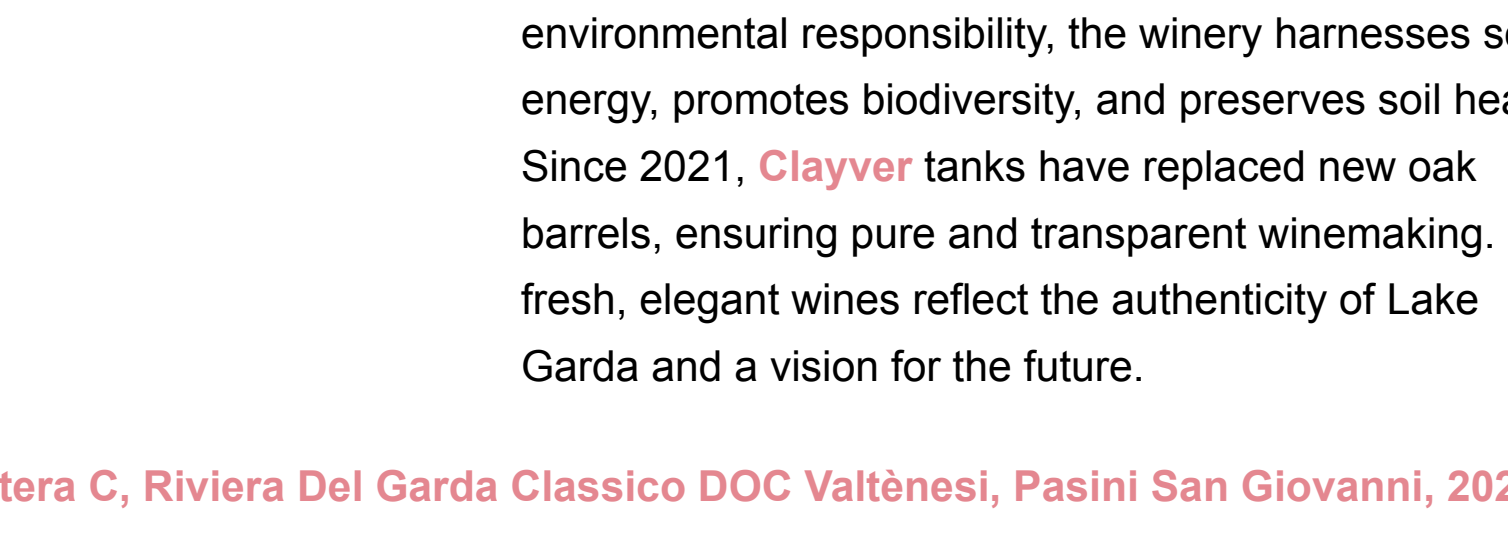 environmental responsibility, the winery harnesses
energy, promotes biodiversity, and preserves soil
Since 2021, Clayver tanks have replaced new oak
barrels, ensuring pure and transparent winemaking.
fresh, elegant wines reflect the authenticity of Lake
Garda and a vision for the future.
C, Riviera Del Garda Classico DOC Valtènesi, Pasini San Giovanni,